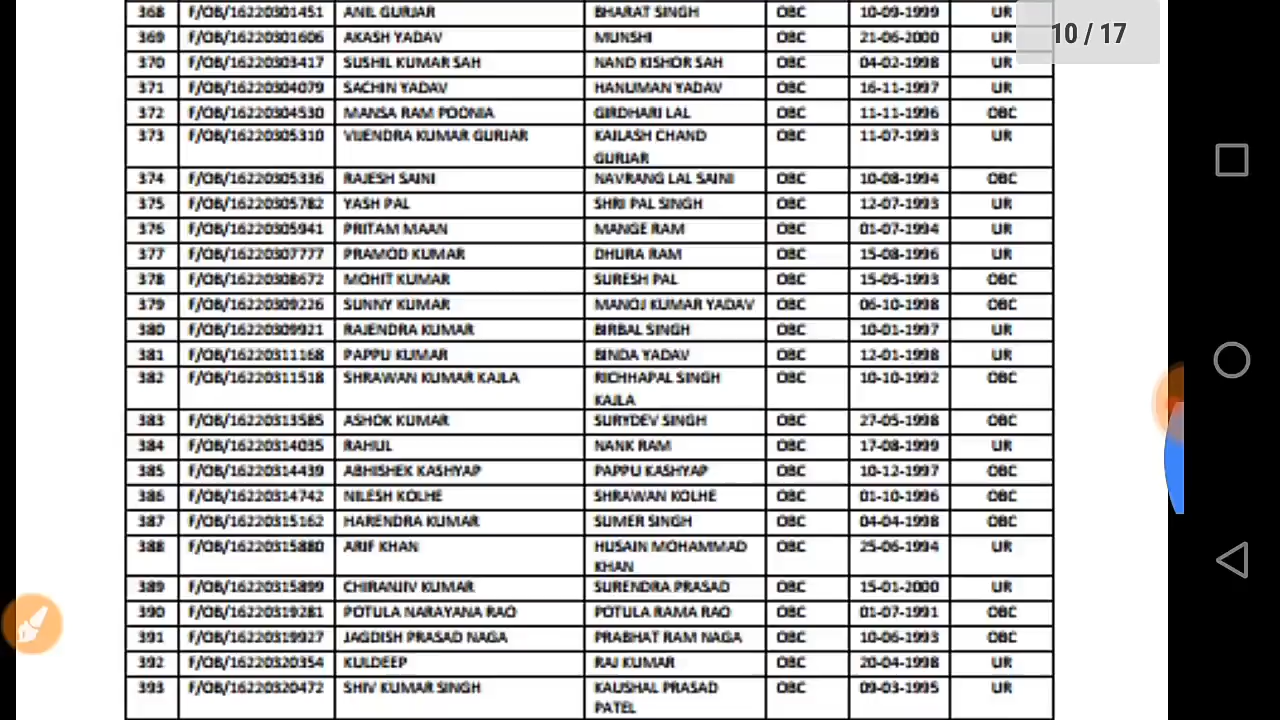 10 / 17
368 F/OB/16220301451 ANIL GURJAR BHARAT SINGH OBC 10-09-1999 UR
369 F/OB/16220301606 AKASH YADAV MUNSHI OBC 21-06-2000 UR
370 F/OB/16220303417 SUSHIL KUMAR SAH NAND KISHOR SAH OBC 04-02-1998 UR
371 F/OB/16220304079 SACHIN YADAV HANUMAN YADAV OBC 16-11-1997 UR
372 F/OB/16220304530 MANSA RAM POONIA GIRDHARI LAL OBC 11-11-1996 OBC
373 F/OB/16220305310 VIJENDRA KUMAR GURJAR KAILASH CHAND OBC 11-07-1993 UR
GURJAR
374 F/OB/16220305336 RAJESH SAINI NAVRANG LAL SAINI OBC 10-08-1994 OBC
375 F/OB/16220305782 YASH PAL SHRI PAL SINGH OBC 12-07-1993 UR
376 F/OB/16220305941 PRITAM MAAN MANGE RAM OBC 01-07-1994 UR
377 F/OB/16220307777 PRAMOD KUMAR DHURA RAM OBC 15-08-1996 UR
378 F/OB/16220308672 MOHIT KUMAR SURESH PAL OBC 15-05-1993 OBC
379 F/OB/16220309226 SUNNY KUMAR MANOJ KUMAR YADAV OBC 06-10-1998 OBC
380 F/OB/16220309921 RAJENDRA KUMAR BIRBAL SINGH OBC 10-01-1997 UR
381 F/OB/16220311168 PAPPU KUMAR BINDA YADAV OBC 12-01-1998 UR
382 F/OB/16220311518 SHRAWAN KUMAR KAJLA RICHHAPAL SINGH OBC 10-10-1992 OBC
KAJLA
383 F/OB/16220313585 ASHOK KUMAR SURYDEV SINGH OBC 27-05-1998 OBC
384 F/OB/16220314035 RAHUL NANK RAM OBC 17-08-1999 UR
385 F/OB/16220314439 ABHISHEK KASHYAP PAPPU KASHYAP OBC 10-12-1997 OBC
386 F/OB/16220314742 NILESH KOLHE SHRAWAN KOLHE OBC 01-10-1996 OBC
387 F/OB/16220315162 HARENDRA KUMAR SUMER SINGH OBC 04-04-1998 OBC
388 F/OB/16220315880 ARIF KHAN HUSAIN MOHAMMAD OBC 25-06-1994 UR
KHAN
389 F/OB/16220315899 CHIRANJIV KUMAR SURENDRA PRASAD OBC 15-01-2000 UR
390 F/OB/16220319281 POTULA NARAYANA RAO POTULA RAMA RAO OBC 01-07-1991 OBC
391 F/OB/16220319927 JAGDISH PRASAD NAGA PRABHAT RAM NAGA OBC 10-06-1993 OBC
392 F/OB/16220320354 KULDEEP RAJ KUMAR OBC 20-04-1998 UR
393 F/OB/16220320472 SHIV KUMAR SINGH KAUSHAL PRASAD OBC 09-03-1995 UR
PATEL